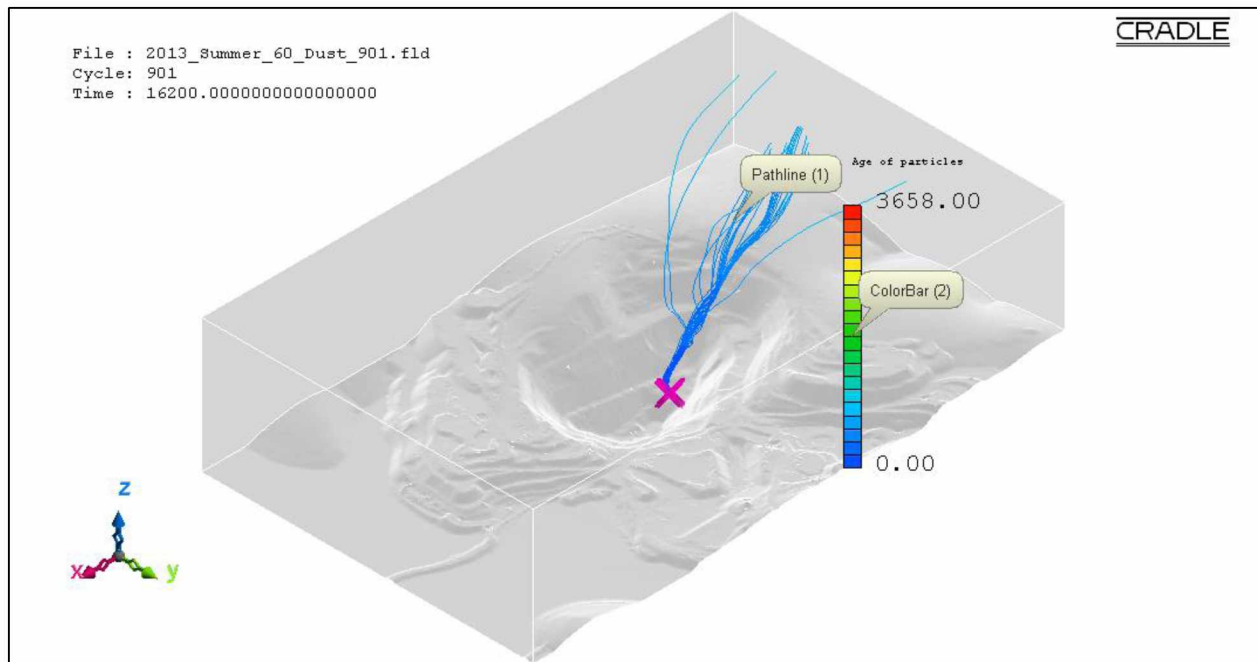 File : 2013_Summer_60_Dust_901.fld
Cycle: 901
Time : 16200.0000000000000000
CRADLE
Pathline (1)
Age of particles
3658.00
ColorBar (2)
0.00
z
x
y